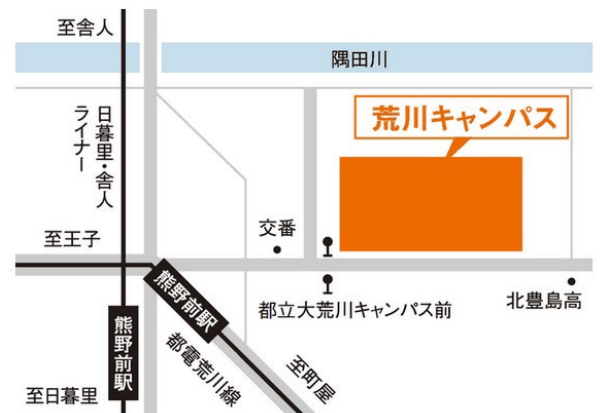 至舎人
隅田川
荒川キャンパス
日暮里・舎人
ライナー
交番
至王子
熊野前駅
都立大荒川キャンパス前
北豊島高
熊野前駅
都電荒川線
至町屋
至日暮里